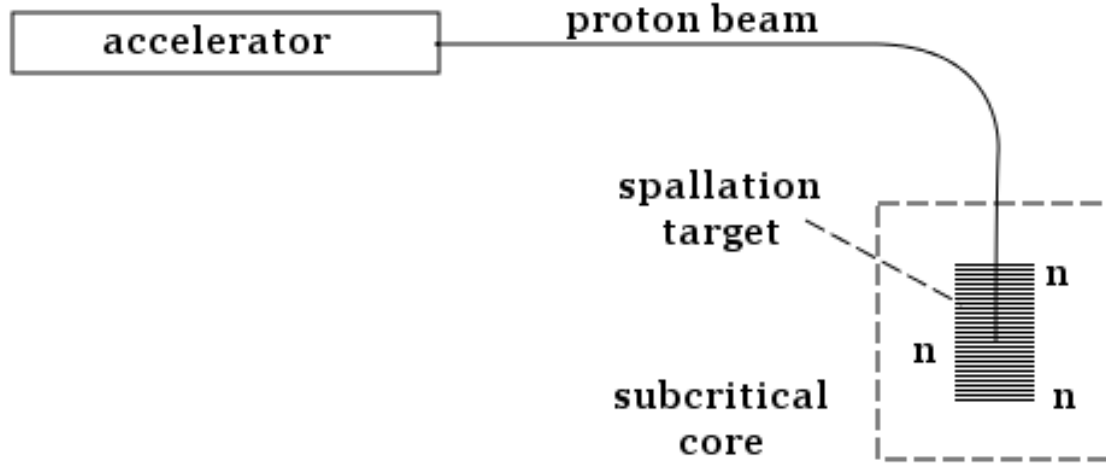 accelerator
proton beam
spallation
target
n
n
n
subcritical
core